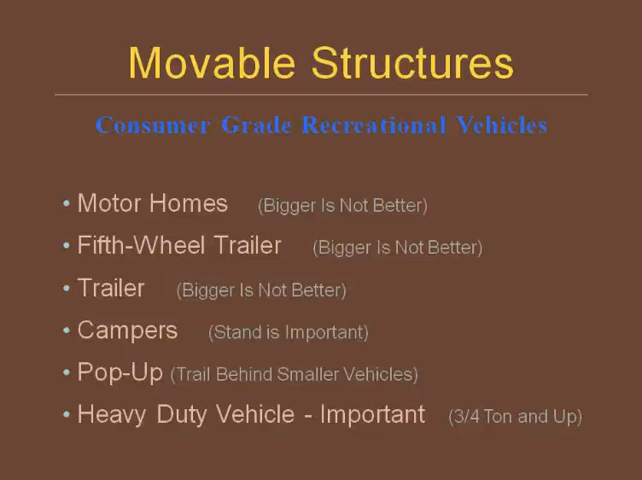 Movable Structures
Consumer Grade Recreational Vehicles
• Motor Homes (Bigger Is Not Better)
• Fifth-Wheel Trailer (Bigger Is Not Better)
• Trailer (Bigger Is Not Better)
• Campers (Stand is Important)
• Pop-Up (Trail Behind Smaller Vehicles)
• Heavy Duty Vehicle - Important (3/4 Ton and Up)